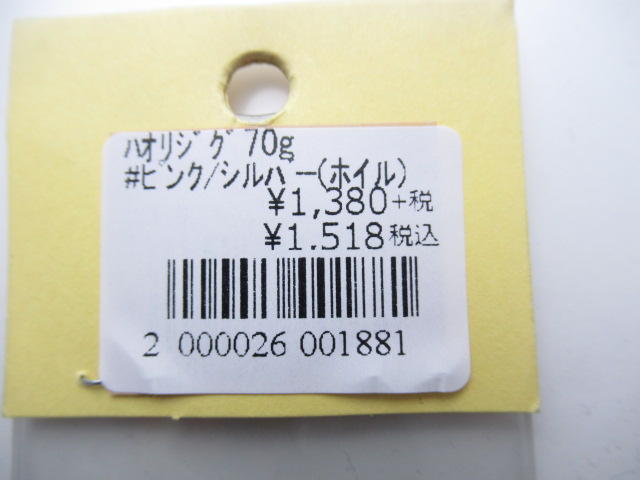 ハオリジグ 70g
#ピンク/シルバー(ホイル)
¥1,380+税
¥1.518税込
2 000026 001881